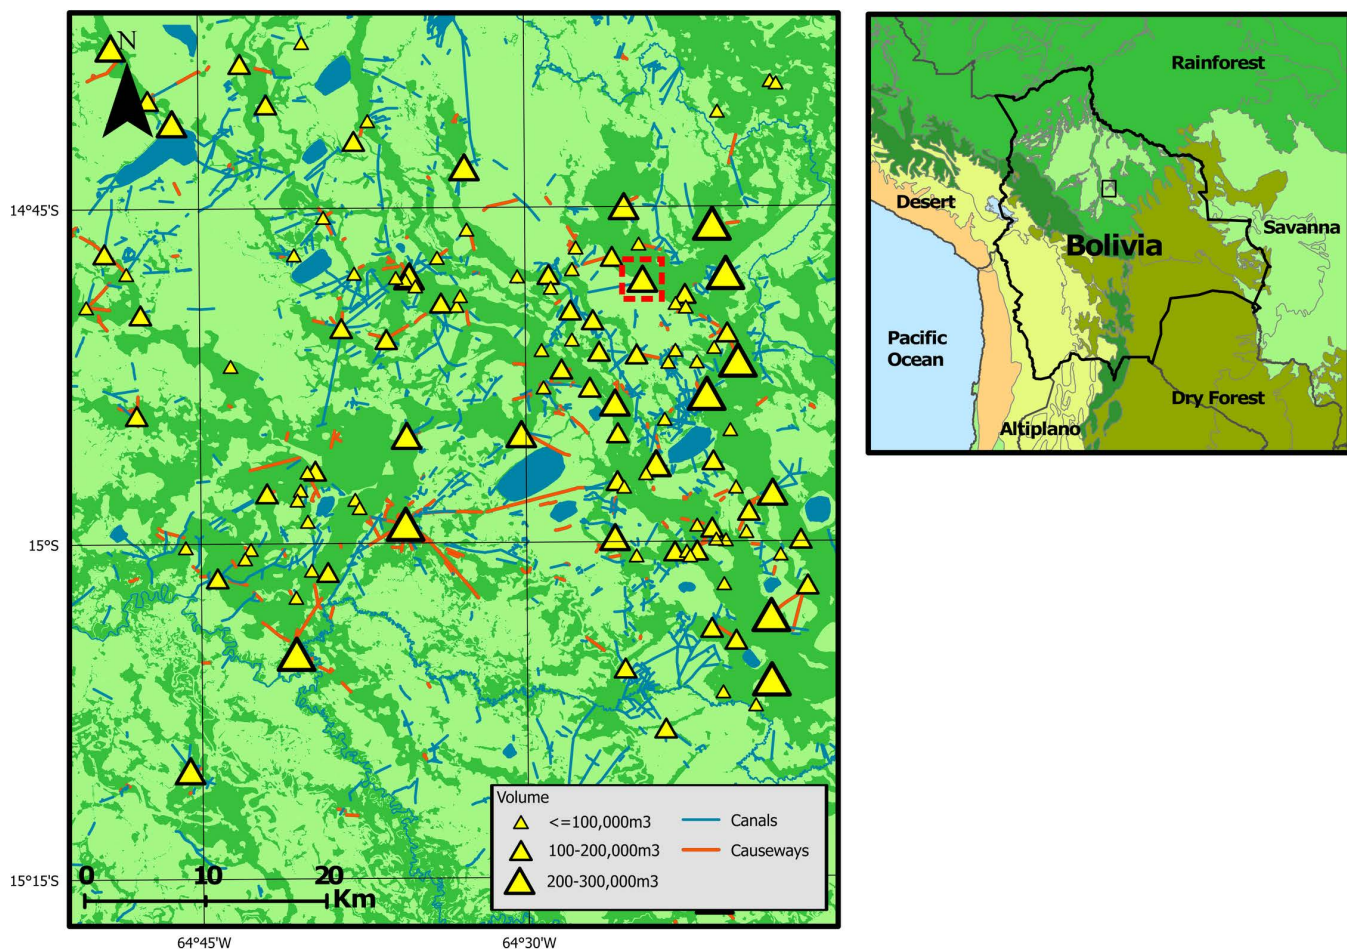 N
14°45'S
15°S
15°15'S
64°45'W
64°30'W
0 10 20
Km
Volume
<=100,000m3
100-200,000m3
200-300,000m3
Canals
Causeways
Rainforest
Desert
Savanna
Bolivia
Pacific
Ocean
Dry Forest
Altiplano